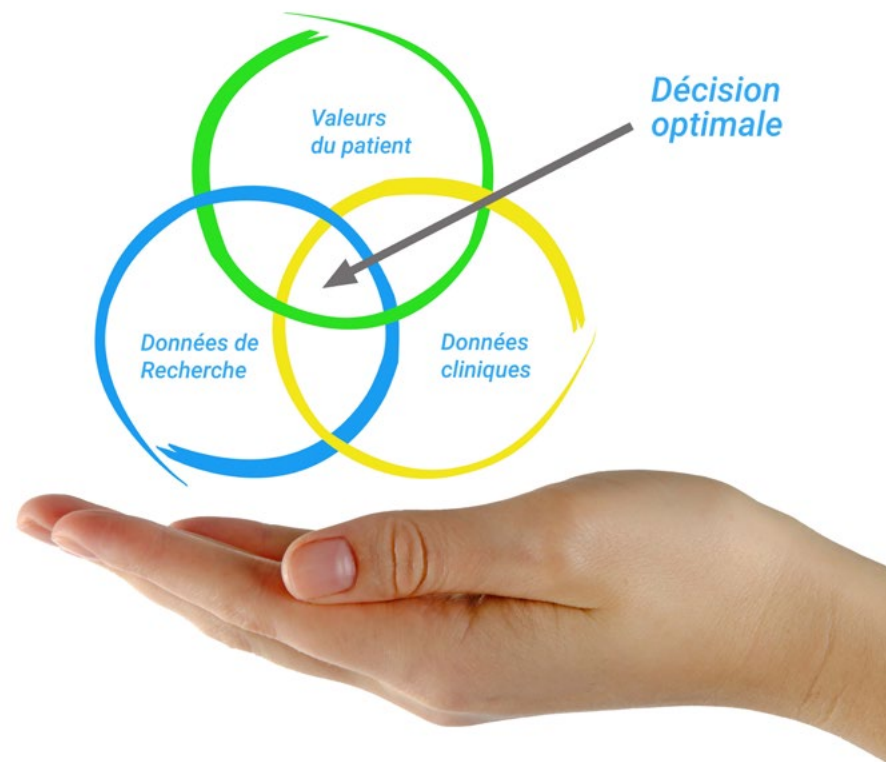 Valeurs
du patient
Décision
optimale
Données de
Recherche
Données
cliniques